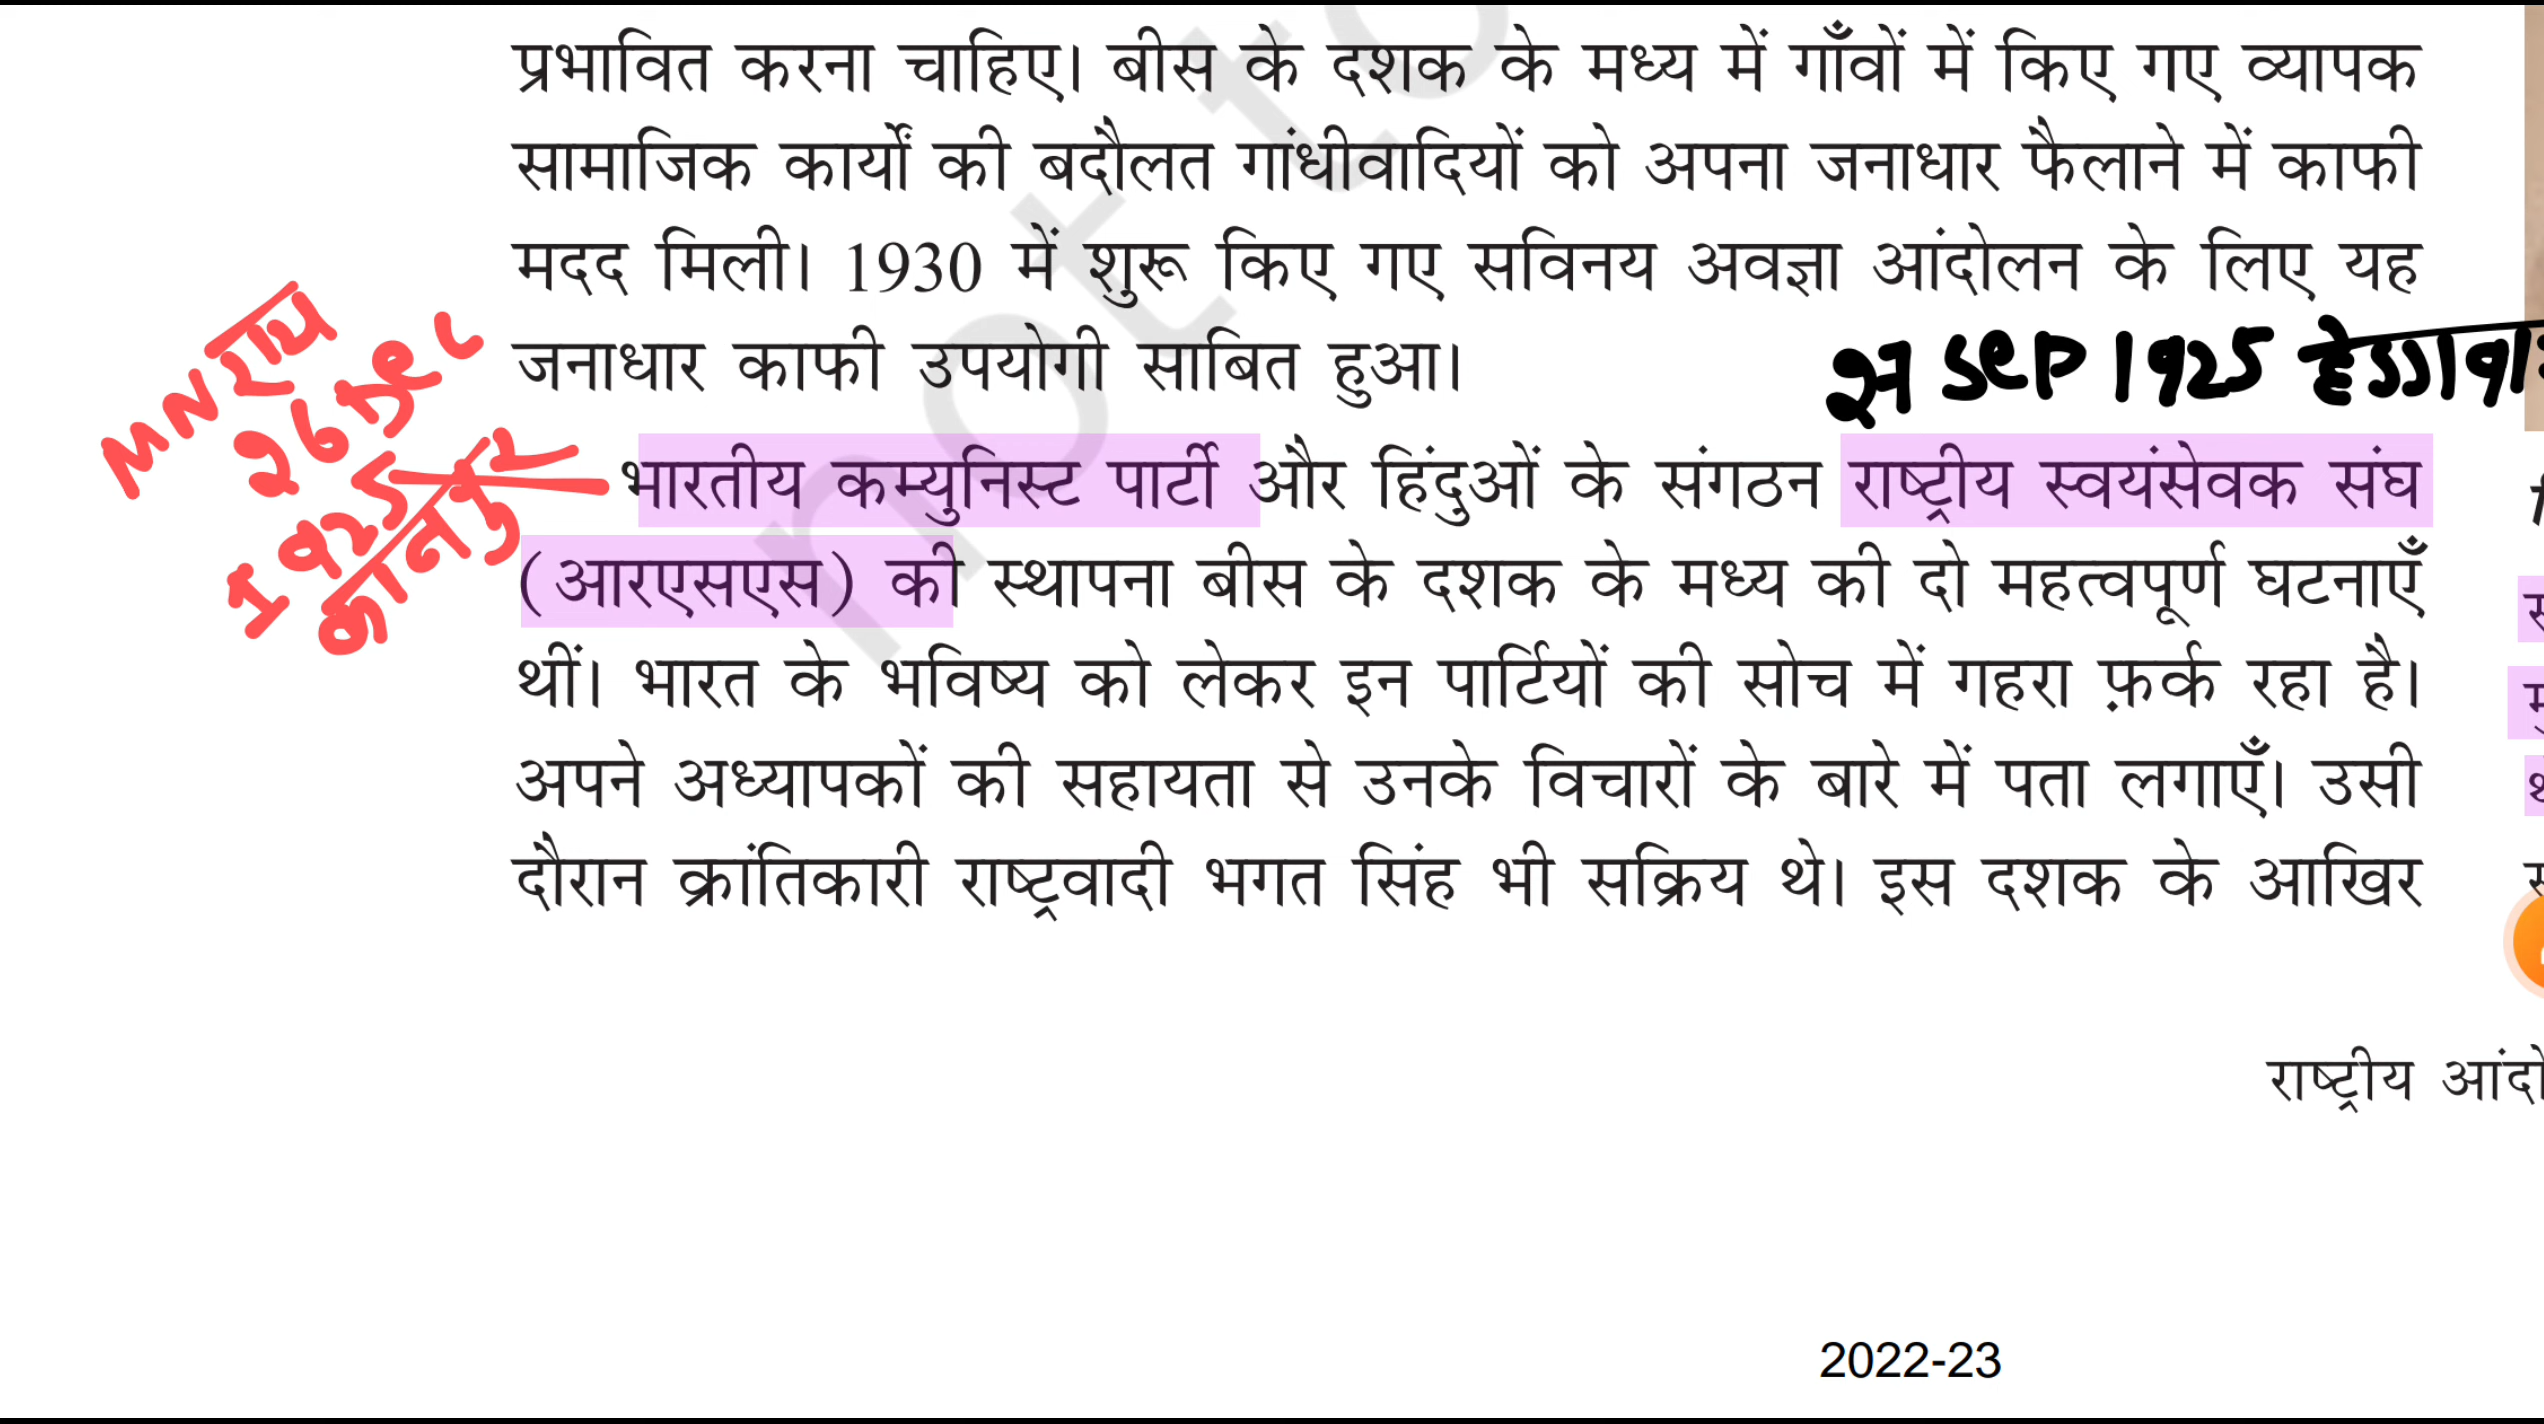 प्रभावित करना चाहिए। बीस के दशक के मध्य में गाँवों में किए गए व्यापक
सामाजिक कार्यों की बदौलत गांधीवादियों को अपना जनाधार फैलाने में काफी
मदद मिली। 1930 में शुरू किए गए सविनय अवज्ञा आंदोलन के लिए यह
जनाधार काफी उपयोगी साबित हुआ।
SEP 1925
MN राय
26 Dec
1925
कानपुर
भारतीय कम्युनिस्ट पार्टी और हिंदुओं के संगठन राष्ट्रीय स्वयंसेवक संघ
(आरएसएस) की स्थापना बीस के दशक के मध्य की दो महत्वपूर्ण घटनाएँ
थीं। भारत के भविष्य को लेकर इन पार्टियों की सोच में गहरा फ़र्क रहा है।
अपने अध्यापकों की सहायता से उनके विचारों के बारे में पता लगाएँ। उसी
दौरान क्रांतिकारी राष्ट्रवादी भगत सिंह भी सक्रिय थे। इस दशक के आखिर
राष्ट्रीय
2022-23
not to